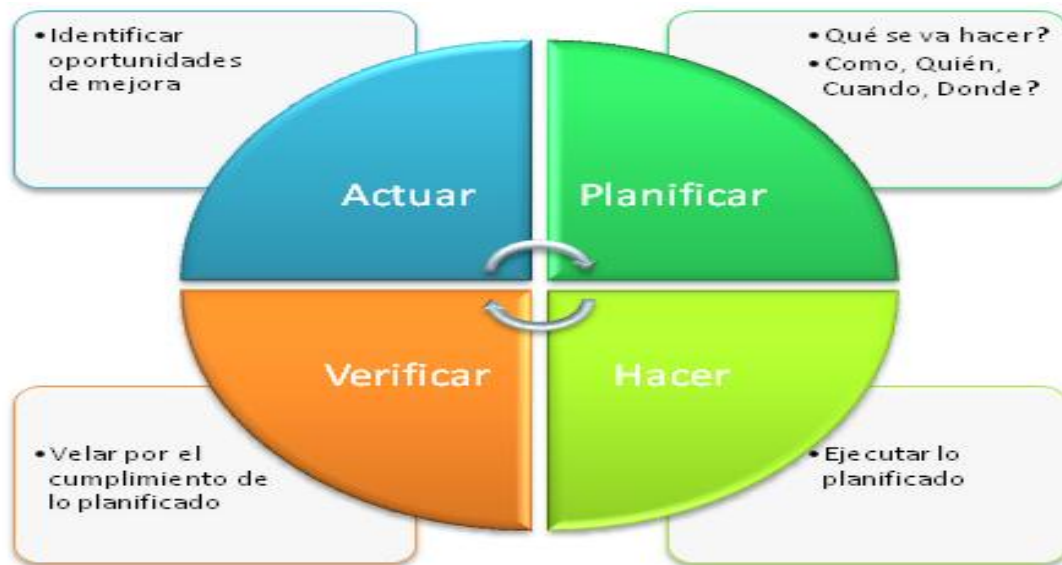 •Identificar
oportunidades
de mejora
•Qué se va hacer?
•Como, Quién,
Cuando, Donde?
Actuar
Planificar
Verificar
Hacer
•Velar por el
cumplimiento de
lo planificado
•Ejecutar lo
planificado